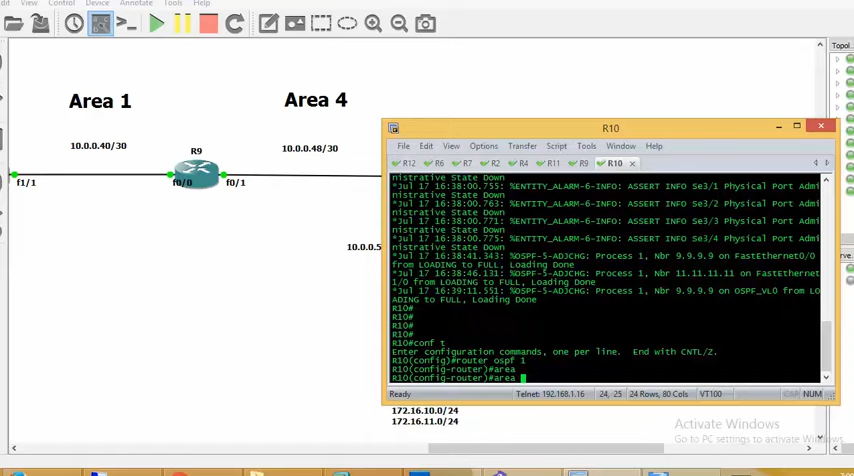 dit View Control Device Annotate Tools Help
Topol
Area 1
Area 4
10.0.0.40/30
R9
10.0.0.48/30
f1/1
f0/0
f0/1
10.0.0.5
R10
File Edit View Options Transfer Script Tools Window Help
R12 R6 R7 R2 R4 R11 R9 R10
nistrative State Down
*Jul 17 16:38:00.755: %ENTITY_ALARM-6-INFO: ASSERT INFO Se3/1 Physical Port Admi
nistrative State Down
*Jul 17 16:38:00.763: %ENTITY_ALARM-6-INFO: ASSERT INFO Se3/2 Physical Port Admi
nistrative State Down
*Jul 17 16:38:00.771: %ENTITY_ALARM-6-INFO: ASSERT INFO Se3/3 Physical Port Admi
nistrative State Down
*Jul 17 16:38:00.775: %ENTITY_ALARM-6-INFO: ASSERT INFO Se3/4 Physical Port Admi
nistrative State Down
*Jul 17 16:38:41.343: %OSPF-5-ADJCHG: Process 1, Nbr 9.9.9.9 on FastEthernet0/0
from LOADING to FULL, Loading Done
*Jul 17 16:38:46.131: %OSPF-5-ADJCHG: Process 1, Nbr 11.11.11.11 on FastEthernet
1/0 from LOADING to FULL, Loading Done
*Jul 17 16:39:11.551: %OSPF-5-ADJCHG: Process 1, Nbr 9.9.9.9 on OSPF_VL0 from LO
ADING to FULL, Loading Done
R10#
R10#
R10#
R10#
R10#conf t
Enter configuration commands, one per line. End with CNTL/Z.
R10(config)#router ospf 1
R10(config-router)#area
R10(config-router)#area
Ready Telnet: 192.168.1.16 24, 25 24 Rows, 80 Cols VT100 CAP NUM
172.16.10.0/24
172.16.11.0/24
Activate Windows
Go to PC settings to activate Windows.